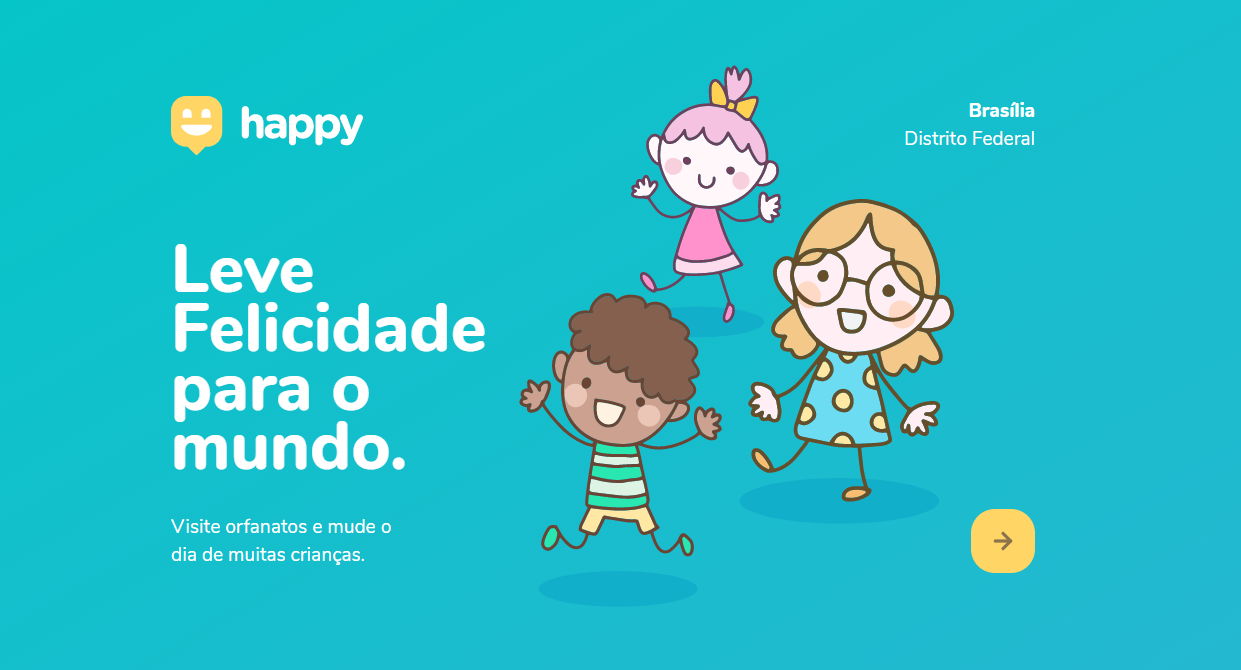 happy
Brasília
Distrito Federal
Leve
Felicidade
para o
mundo.
Visite orfanatos e mude o
dia de muitas crianças.